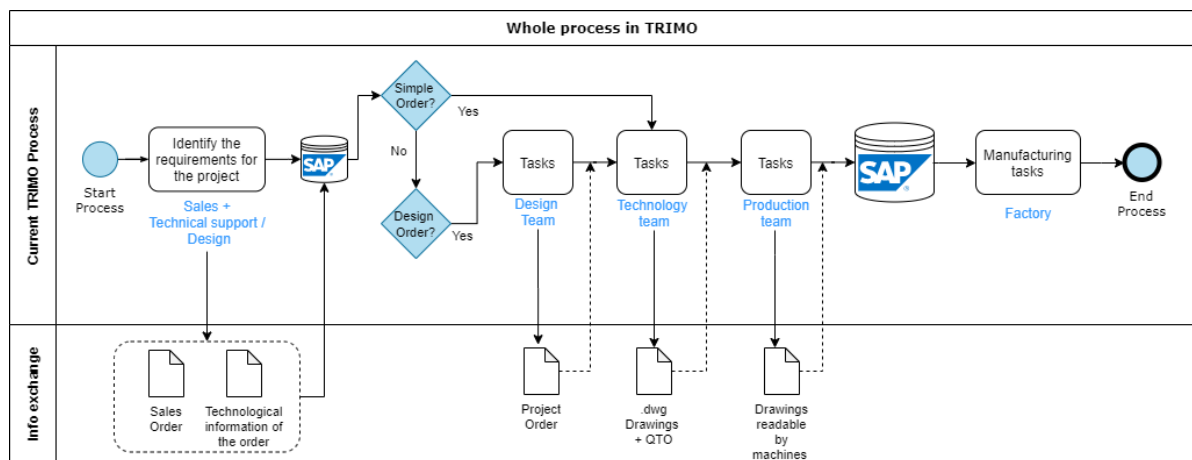 Whole process in TRIMO
Current TRIMO Process
Start
Process
Identify the
requirements for
the project
Sales +
Technical support /
Design
SAP®
Simple
Order?
Yes
No
Design
Order?
Yes
Tasks
Design
Team
Tasks
Technology
team
Tasks
Production
team
SAP®
Manufacturing
tasks
Factory
End
Process
Info exchange
Sales
Order
Technological
information of
the order
Project
Order
.dwg
Drawings
+ QTO
Drawings
readable
by
machines